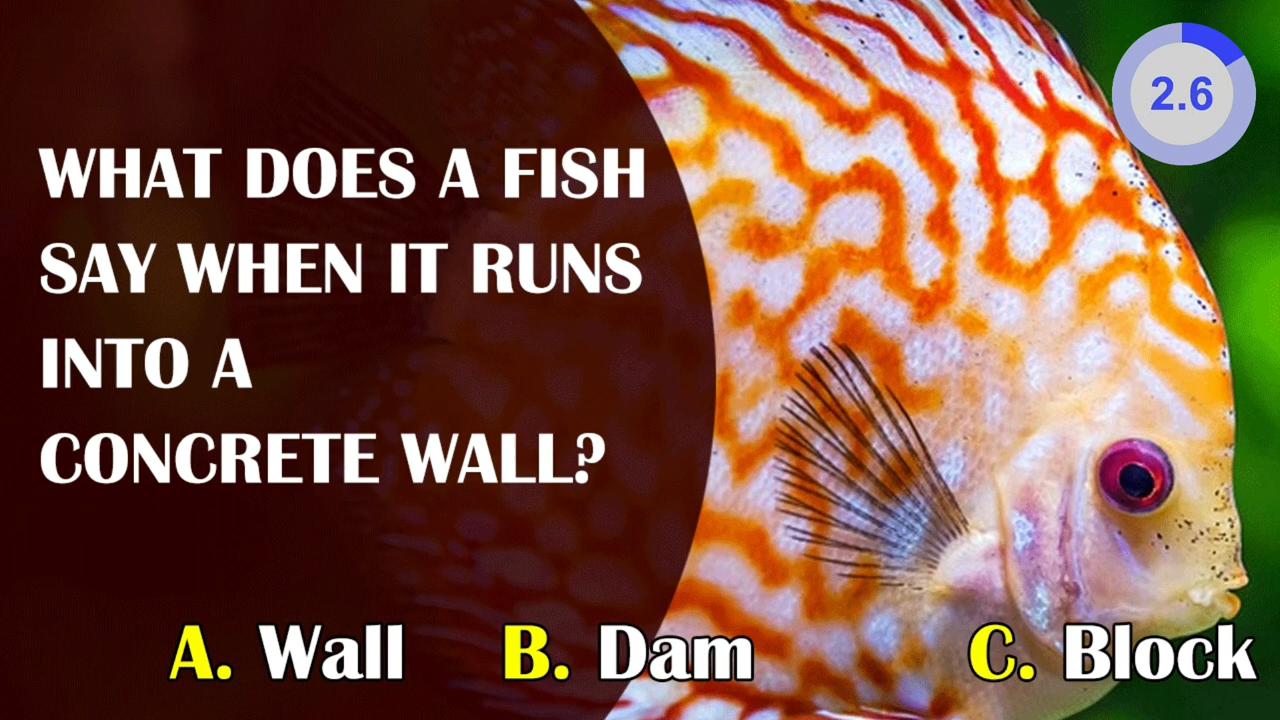 2.6
WHAT DOES A FISH
SAY WHEN IT RUNS
INTO A
CONCRETE WALL?
A. Wall B. Dam C. Block